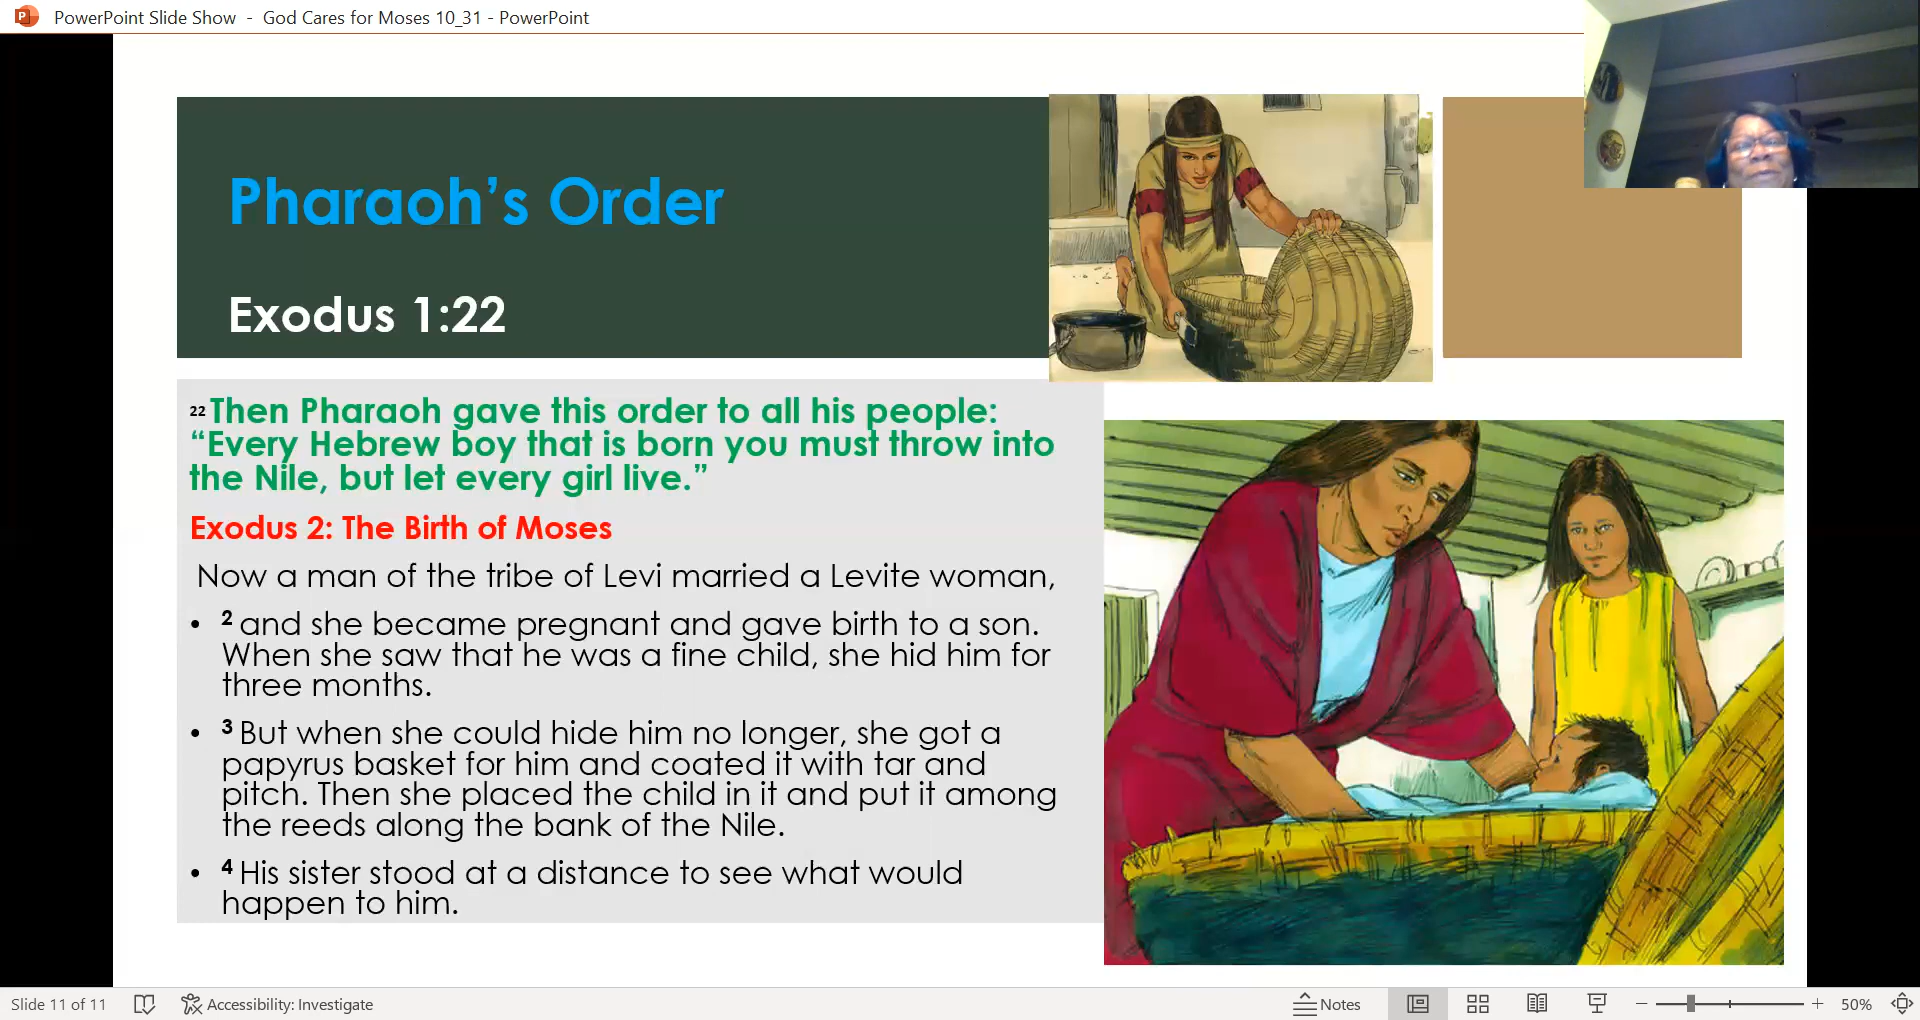 PowerPoint Slide Show - God Cares for Moses 10_31 - PowerPoint
Pharaoh’s Order
Exodus 1:22
22 Then Pharaoh gave this order to all his people:
“Every Hebrew boy that is born you must throw into
the Nile, but let every girl live.”
Exodus 2: The Birth of Moses
Now a man of the tribe of Levi married a Levite woman,
• 2 and she became pregnant and gave birth to a son.
When she saw that he was a fine child, she hid him for
three months.
• 3 But when she could hide him no longer, she got a
papyrus basket for him and coated it with tar and
pitch. Then she placed the child in it and put it among
the reeds along the bank of the Nile.
• 4 His sister stood at a distance to see what would
happen to him.
Slide 11 of 11 Accessibility: Investigate Notes 50%